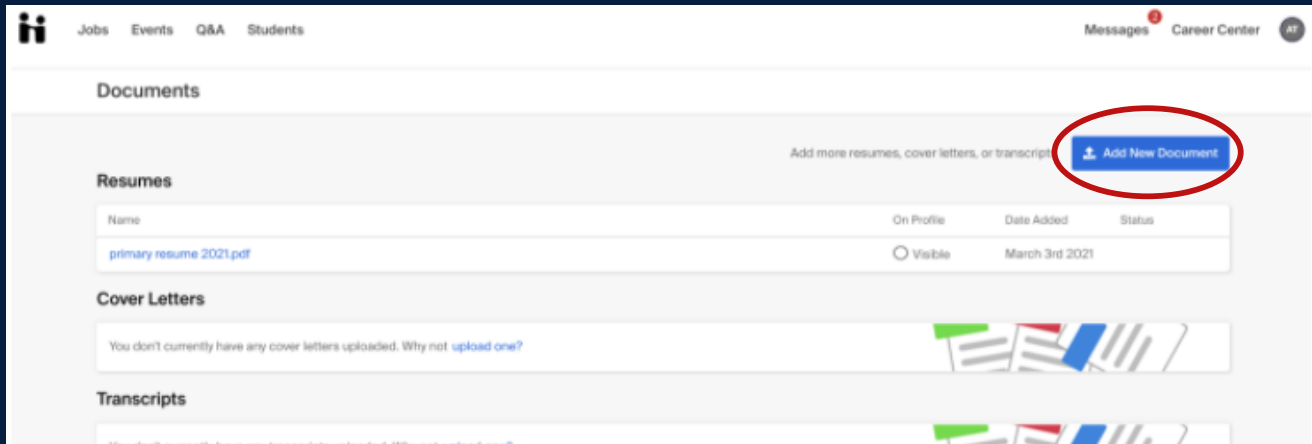 Jobs Events Q&A Students Messages Career Center AT
Documents
Add more resumes, cover letters, or Add New Document
Resumes
Name On Profile Date Added Status
primary resume 2021.pdf Visible March 3rd 2021
Cover Letters
You don't currently have any cover letters uploaded. Why not upload one?
Transcripts